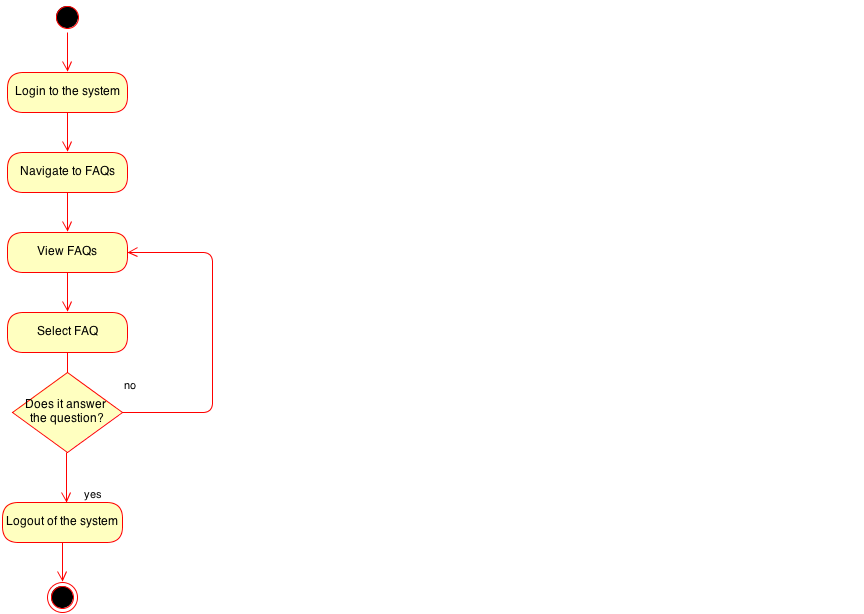 Login to the system
Navigate to FAQs
View FAQs
Select FAQ
no
Does it answer
the question?
yes
Logout of the system